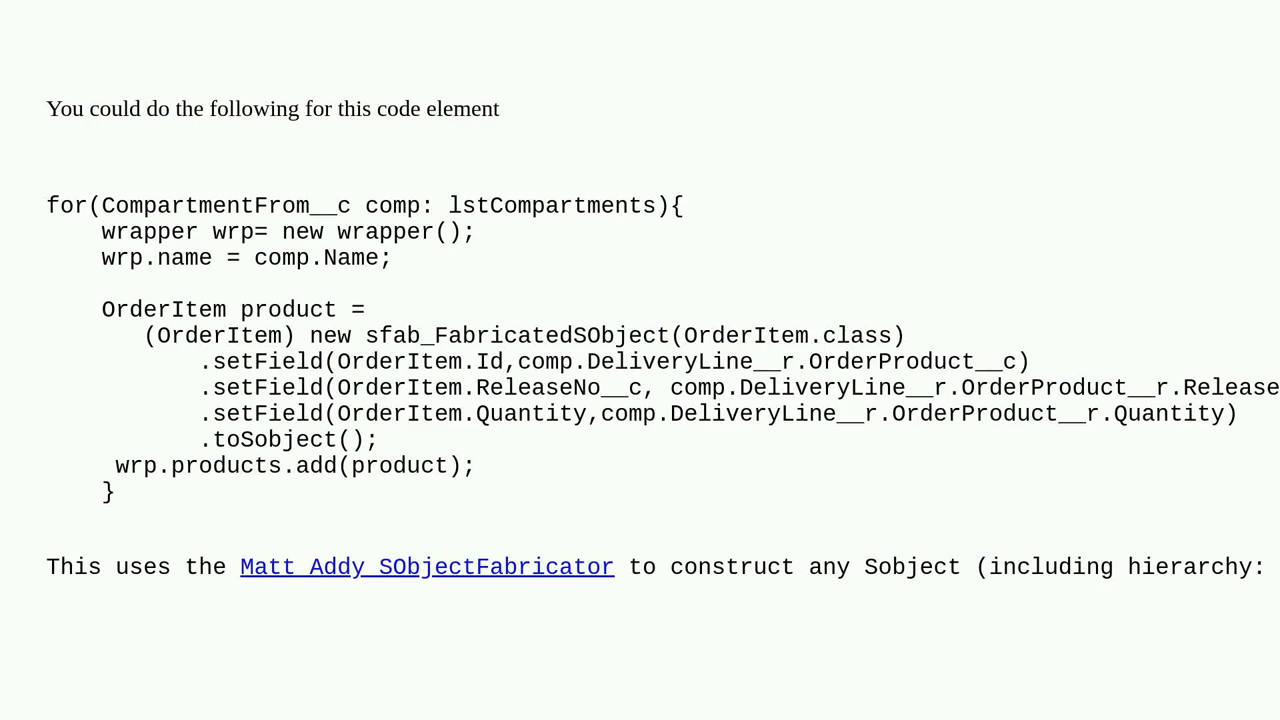 You could do the following for this code element
for(CompartmentFrom__c comp: lstCompartments){
    wrapper wrp= new wrapper();
    wrp.name = comp.Name;
    OrderItem product =
       (OrderItem) new sfab_FabricatedSObject(OrderItem.class)
           .setField(OrderItem.Id,comp.DeliveryLine__r.OrderProduct__c)
           .setField(OrderItem.ReleaseNo__c, comp.DeliveryLine__r.OrderProduct__r.Release
           .setField(OrderItem.Quantity,comp.DeliveryLine__r.OrderProduct__r.Quantity)
           .toSobject();
     wrp.products.add(product);
    }
This uses the Matt Addy SObjectFabricator to construct any Sobject (including hierarchy: